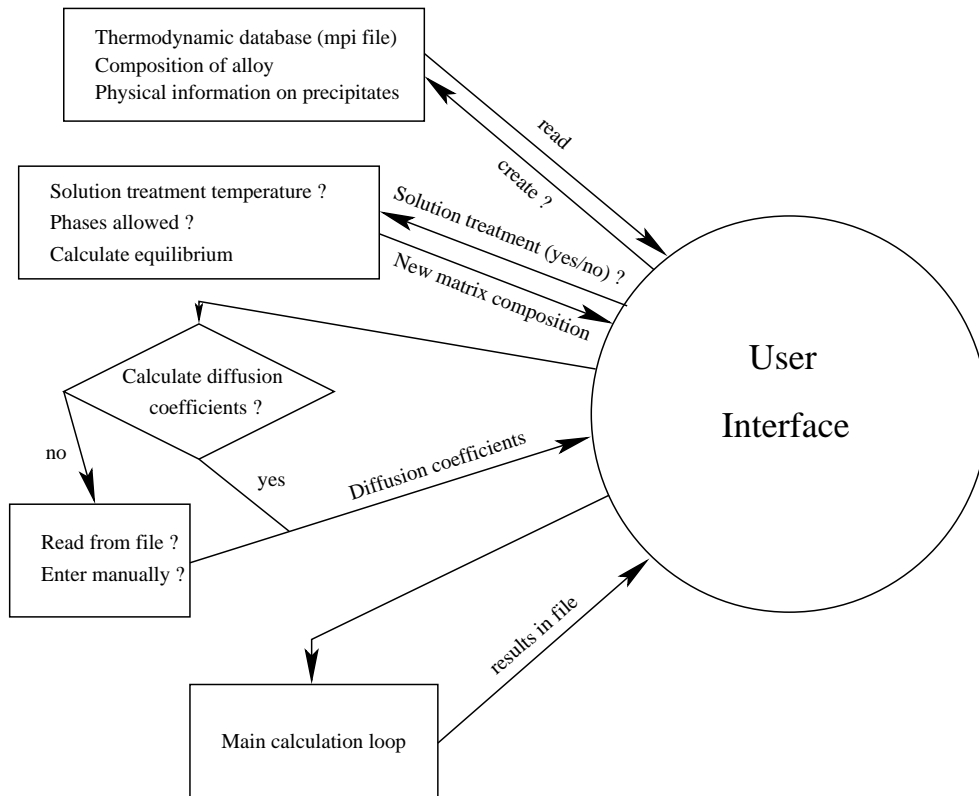 Thermodynamic database (mpi file)
Composition of alloy
Physical information on precipitates
read
create ?
Solution treatment temperature ?
Phases allowed ?
Calculate equilibrium
Solution treatment (yes/no) ?
New matrix composition
User
Interface
Calculate diffusion
coefficients ?
no
yes
Diffusion coefficients
Read from file ?
Enter manually ?
results in file
Main calculation loop